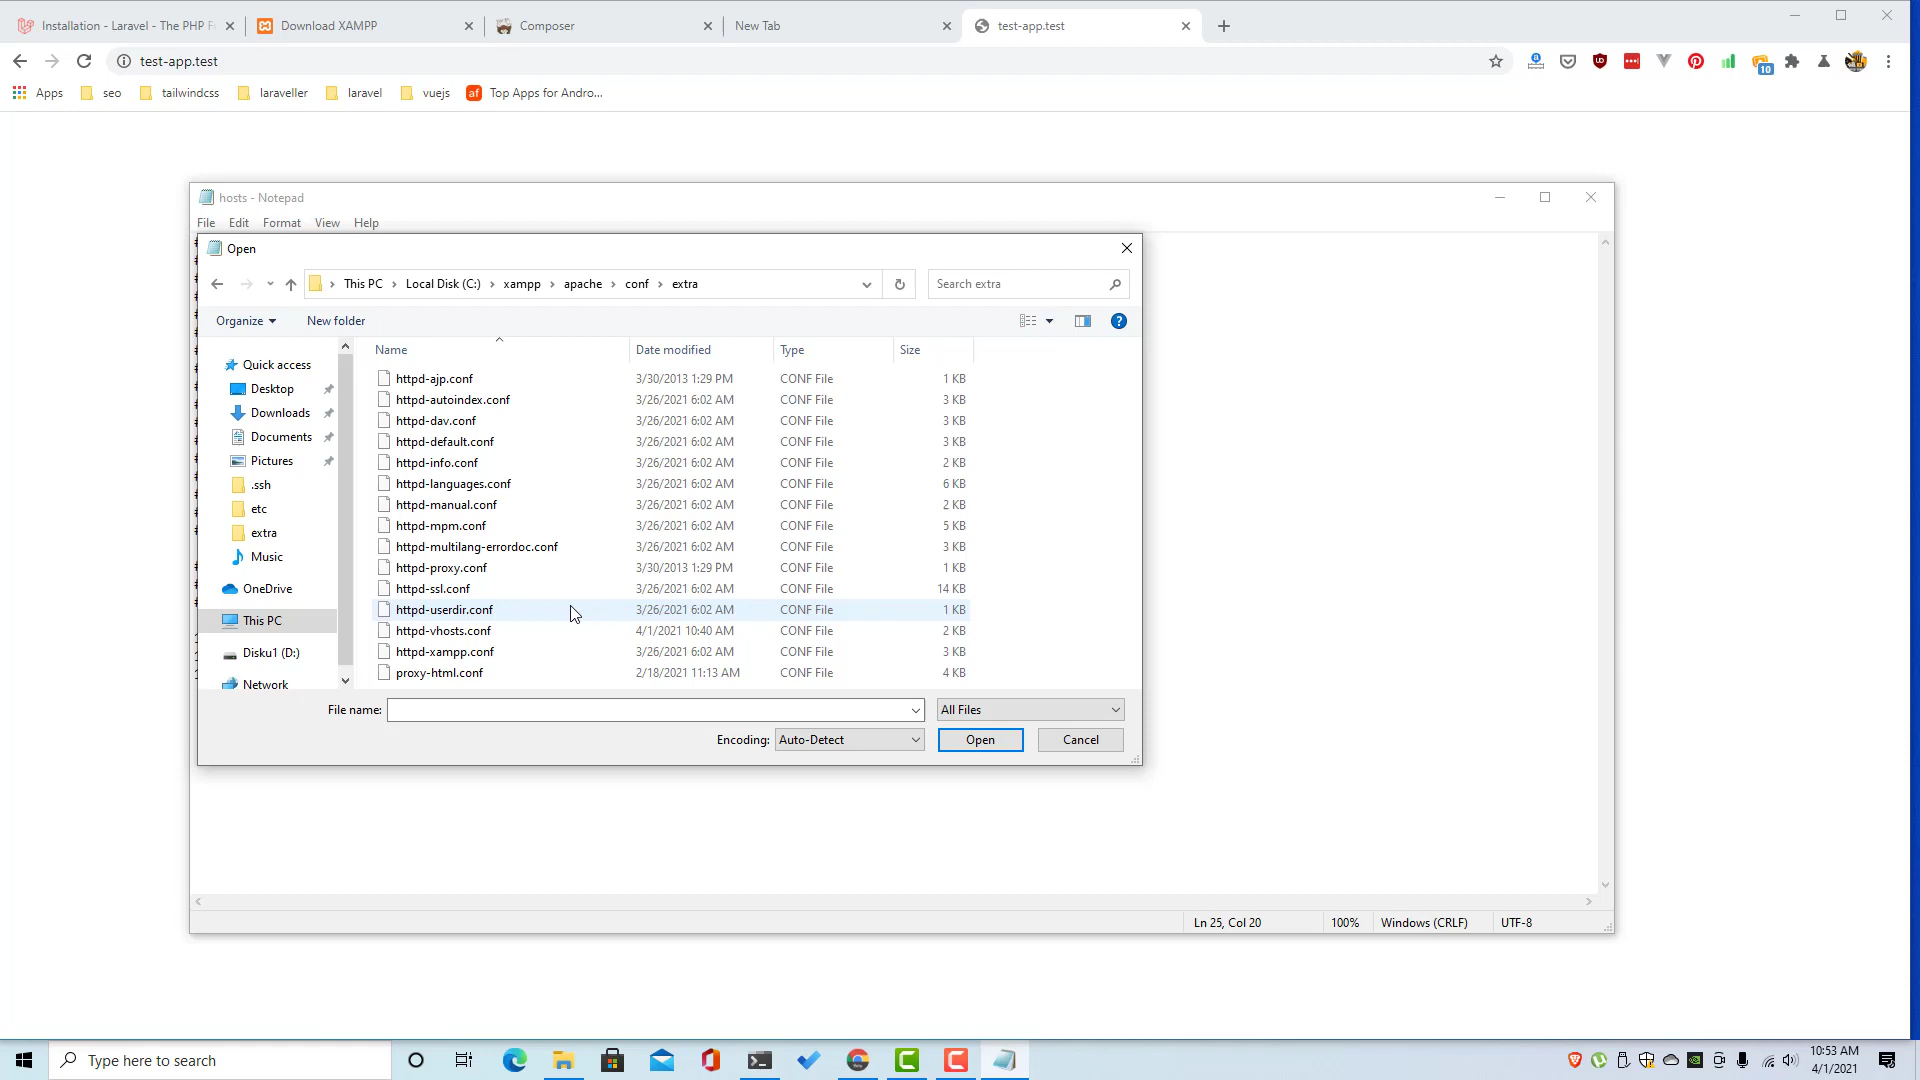 Installation - Laravel - The PHP F
Download XAMPP
Composer
New Tab
test-app.test
test-app.test
10
Apps
seo
tailwindcss
laraveller
laravel
vuejs
af
Top Apps for Andro...
hosts - Notepad
File Edit Format View Help
Open
This PC > Local Disk (C:) > xampp > apache > conf > extra
Search extra
Organize
New folder
Name Date modified Type Size
Quick access
Desktop
Downloads
Documents
Pictures
.ssh
etc
extra
Music
OneDrive
This PC
Disku1 (D:)
Network
httpd-ajp.conf 3/30/2013 1:29 PM CONF File 1 KB
httpd-autoindex.conf 3/26/2021 6:02 AM CONF File 3 KB
httpd-dav.conf 3/26/2021 6:02 AM CONF File 3 KB
httpd-default.conf 3/26/2021 6:02 AM CONF File 3 KB
httpd-info.conf 3/26/2021 6:02 AM CONF File 2 KB
httpd-languages.conf 3/26/2021 6:02 AM CONF File 6 KB
httpd-manual.conf 3/26/2021 6:02 AM CONF File 2 KB
httpd-mpm.conf 3/26/2021 6:02 AM CONF File 5 KB
httpd-multilang-errordoc.conf 3/26/2021 6:02 AM CONF File 3 KB
httpd-proxy.conf 3/30/2013 1:29 PM CONF File 1 KB
httpd-ssl.conf 3/26/2021 6:02 AM CONF File 14 KB
httpd-userdir.conf 3/26/2021 6:02 AM CONF File 1 KB
httpd-vhosts.conf 4/1/2021 10:40 AM CONF File 2 KB
httpd-xampp.conf 3/26/2021 6:02 AM CONF File 3 KB
proxy-html.conf 2/18/2021 11:13 AM CONF File 4 KB
File name:
All Files
Encoding: Auto-Detect
Open
Cancel
Ln 25, Col 20
100%
Windows (CRLF)
UTF-8
Type here to search
10:53 AM
4/1/2021